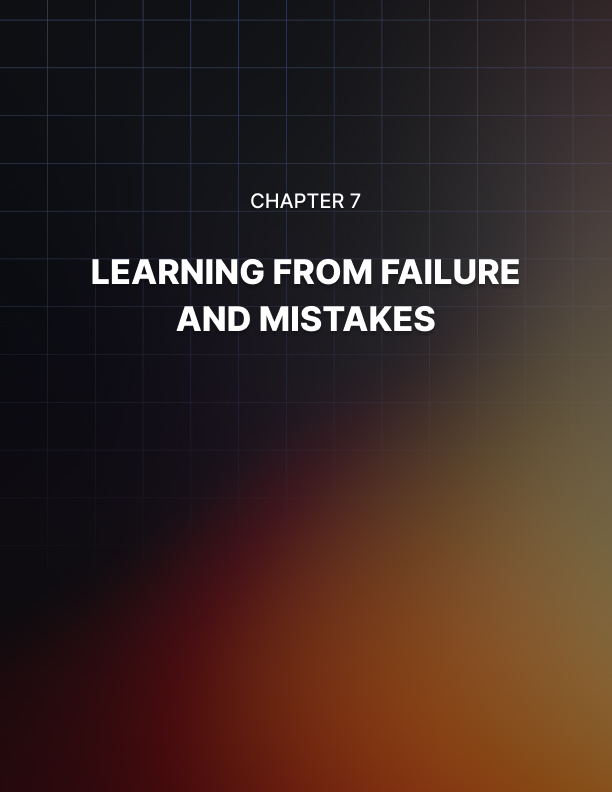 CHAPTER 7
LEARNING FROM FAILURE
AND MISTAKES